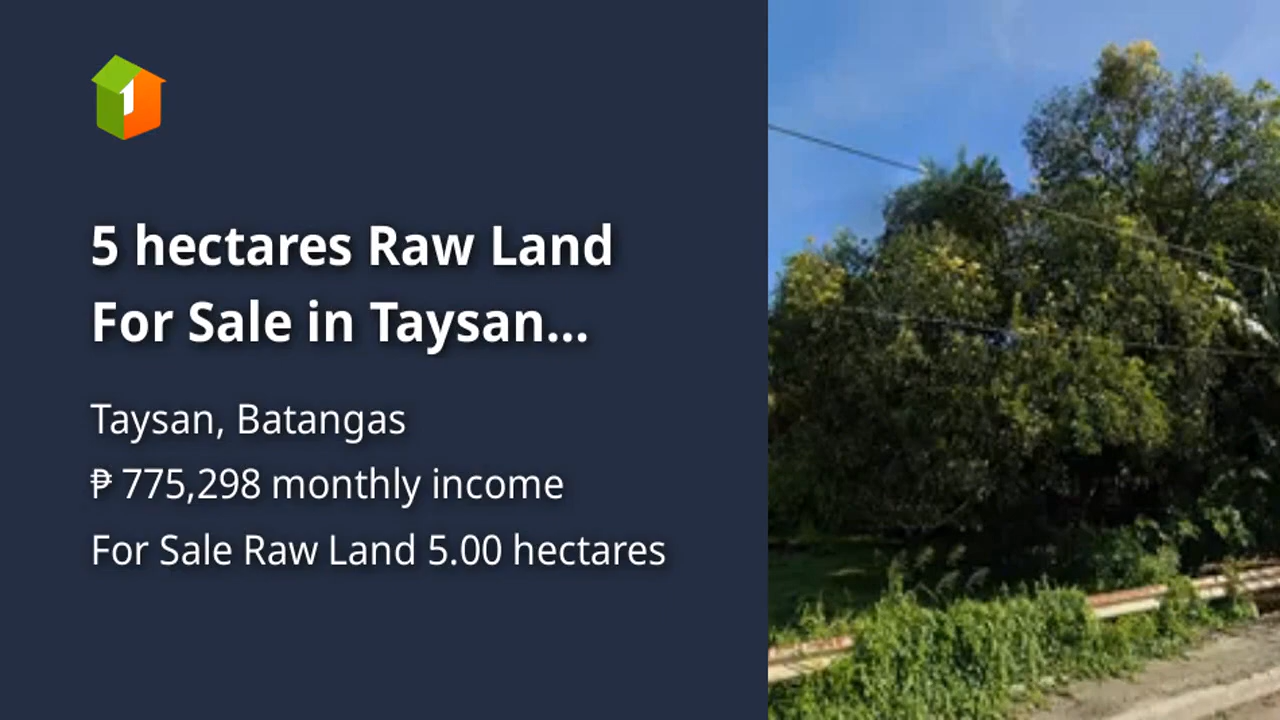 5 hectares Raw Land
For Sale in Taysan...
Taysan, Batangas
₱ 775,298 monthly income
For Sale Raw Land 5.00 hectares